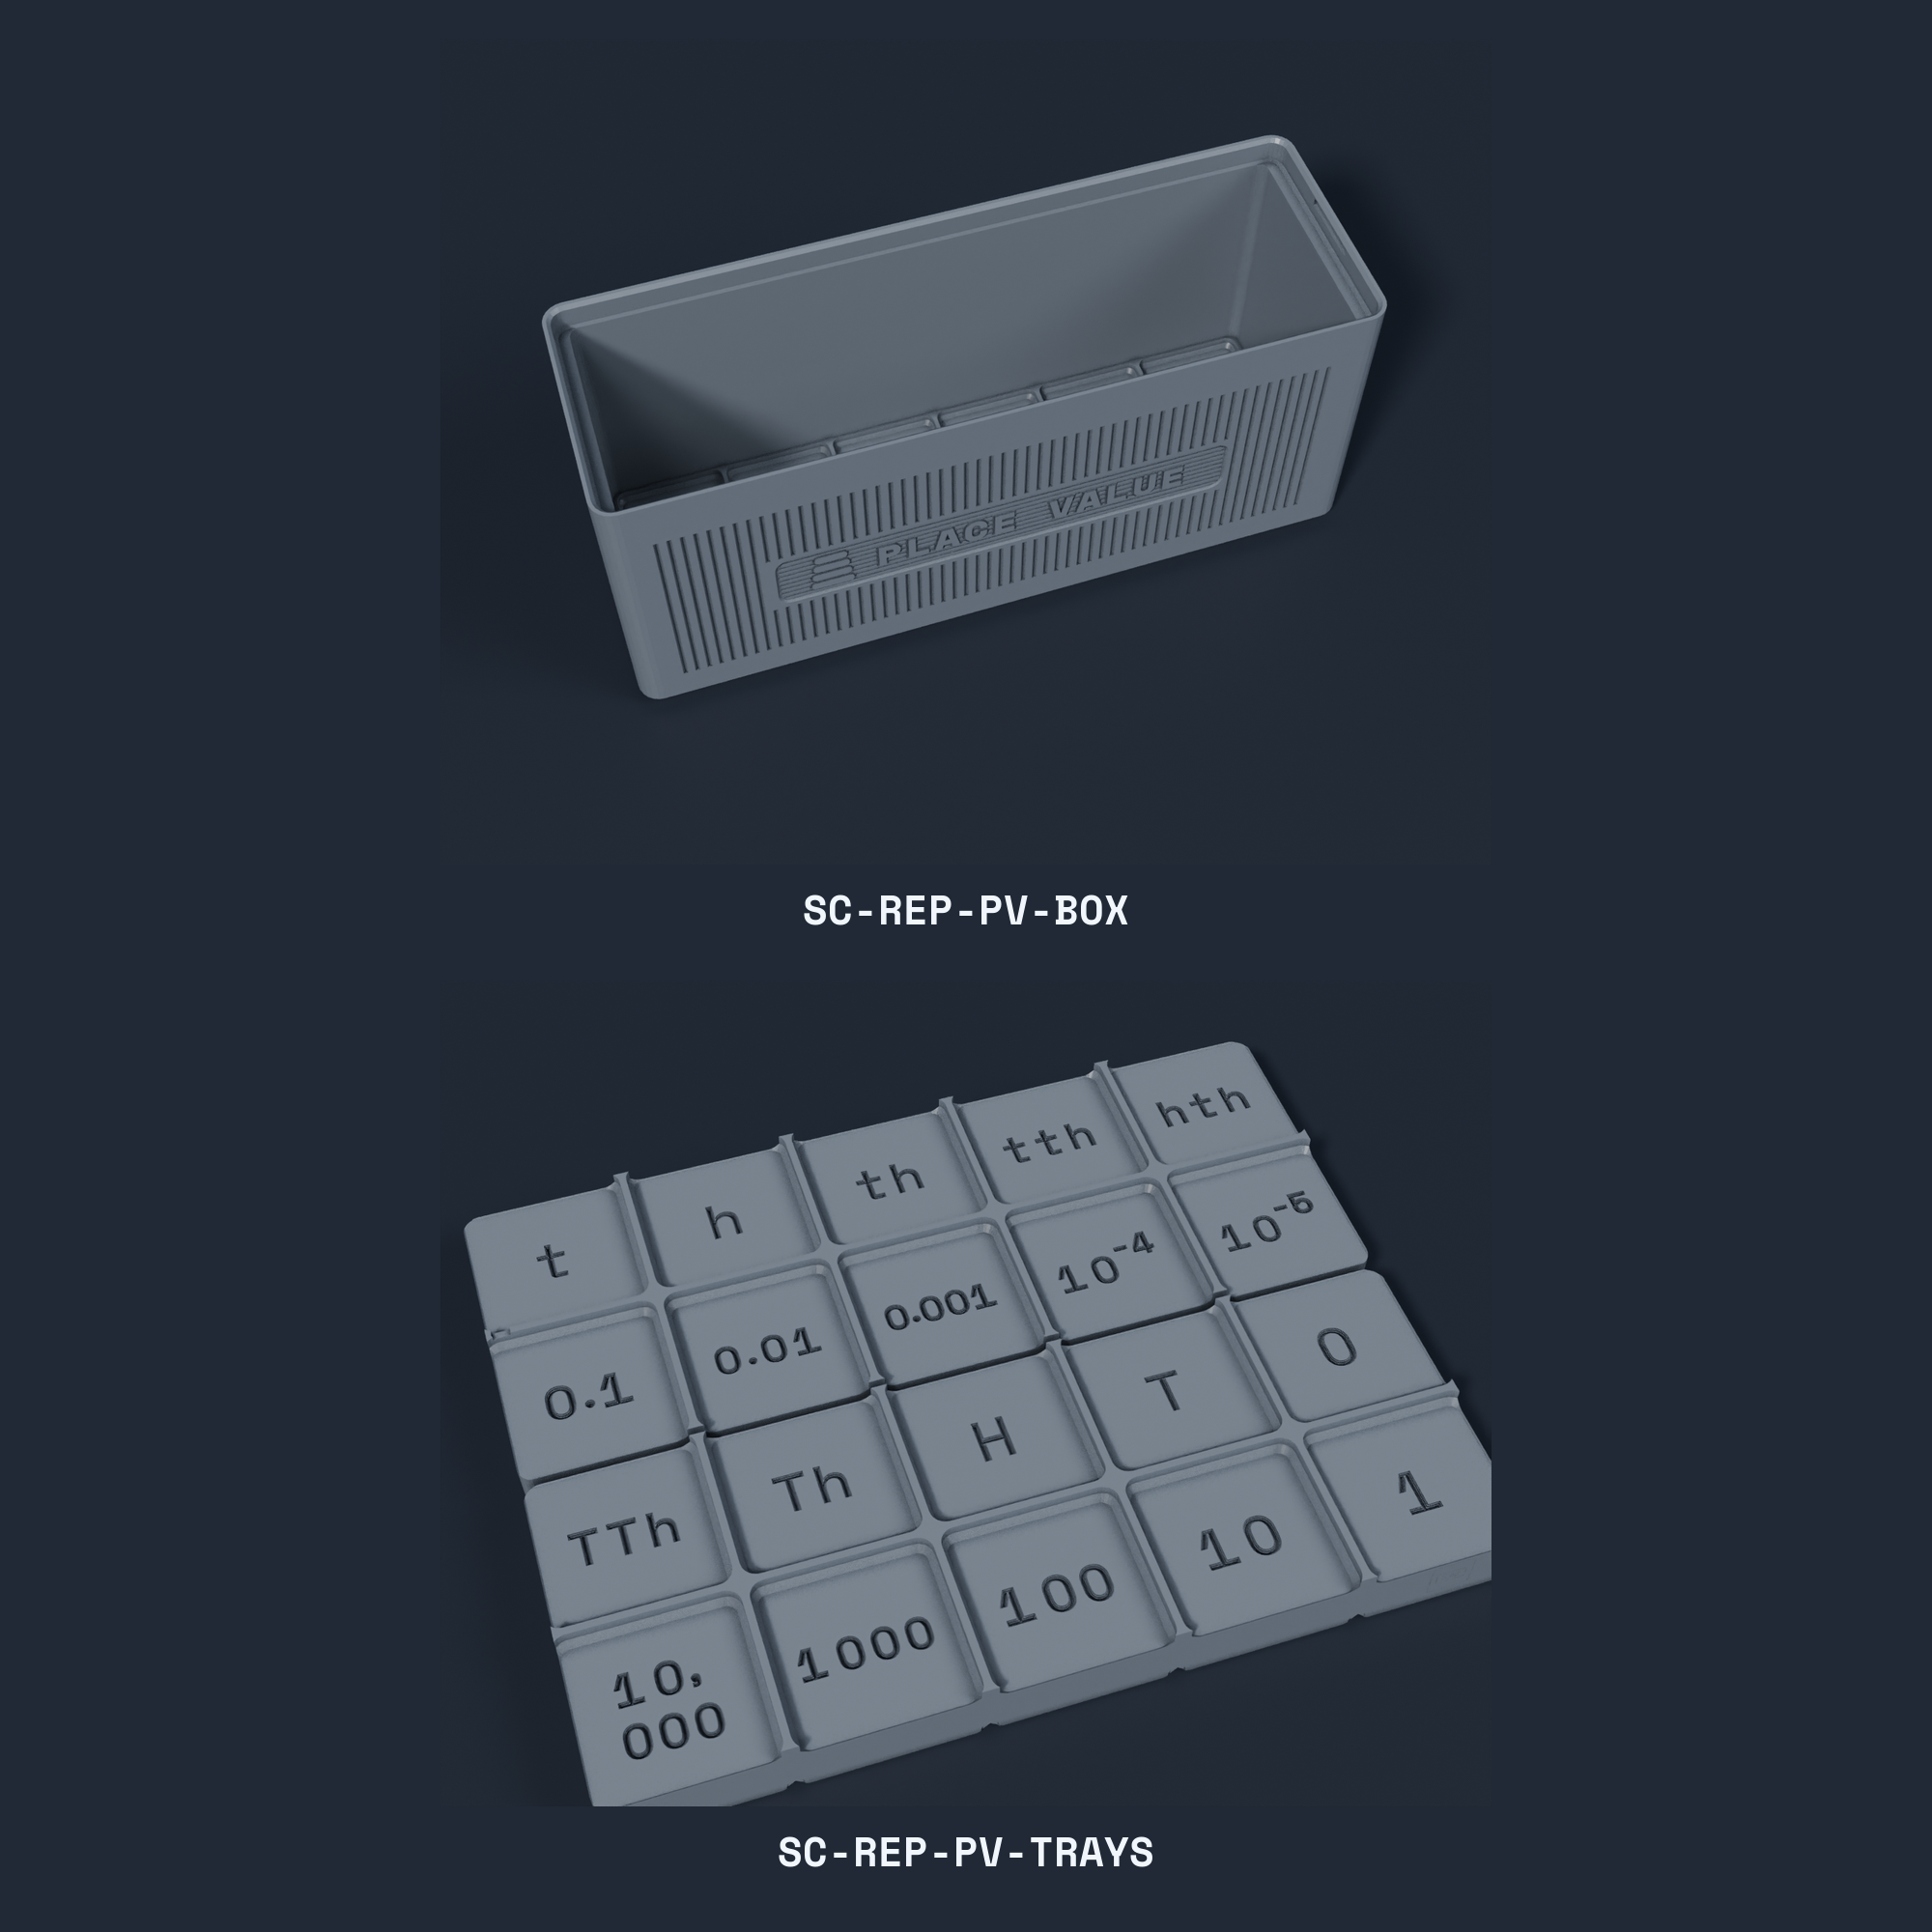 PLACE VALUE
SC-REP-PV-BOX
t h th tth hth
0.1 0.01 0.001 10⁻⁴ 10⁻⁵
TTh Th H T O
10,
000 1000 100 10 1
SC-REP-PV-TRAYS